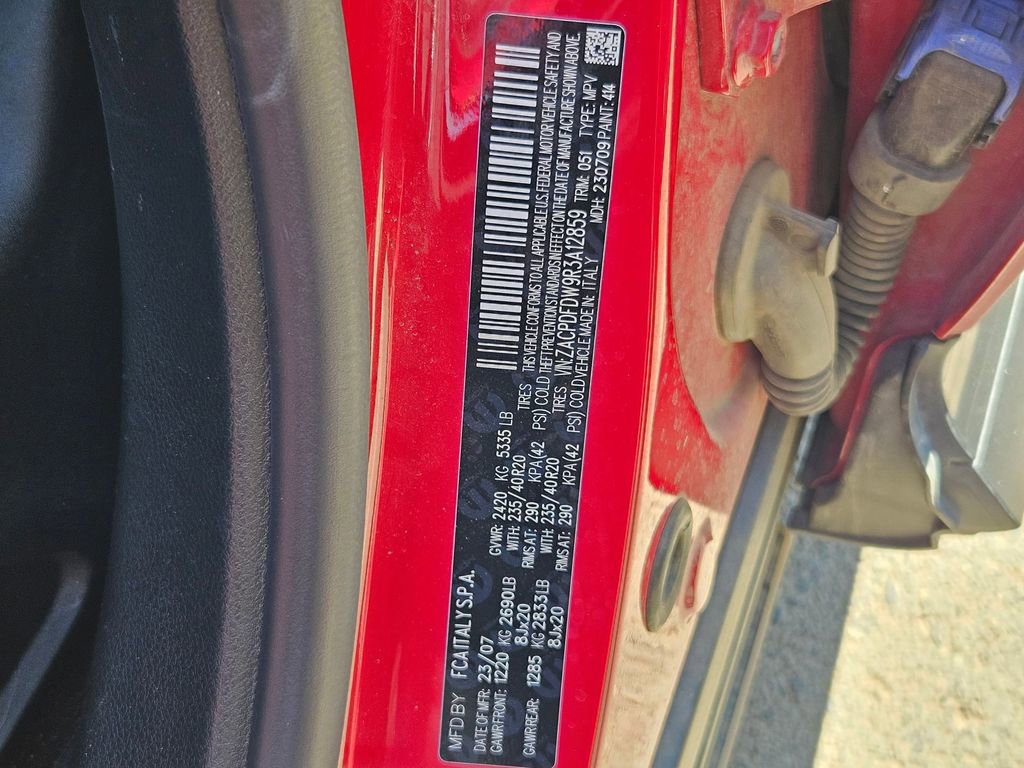 MFD BY FCA ITALY S.P.A.
DATE OF MFR: 23/07 GVWR: 2420 KG 5335 LB
GAWR FRONT: 1220 KG 2690LB WITH: 235/40R20 TIRES
8Jx20 RIMS AT: 290 KPA(42 PSI) COLD
GAWR REAR: 1285 KG 2833LB WITH: 235/40R20 TIRES
8Jx20 RIMS AT: 290 KPA(42 PSI) COLD
THIS VEHICLE CONFORMS TO ALL APPLICABLE U.S. FEDERAL MOTOR VEHICLE SAFETY AND
THEFT PREVENTION STANDARDS IN EFFECT ON THE DATE OF MANUFACTURE SHOWN ABOVE.
VIN: ZACPDFDW9R3A12859 TRIM: 051 TYPE: MPV
VEHICLE MADE IN: ITALY MDH: 230709 PAINT: 414